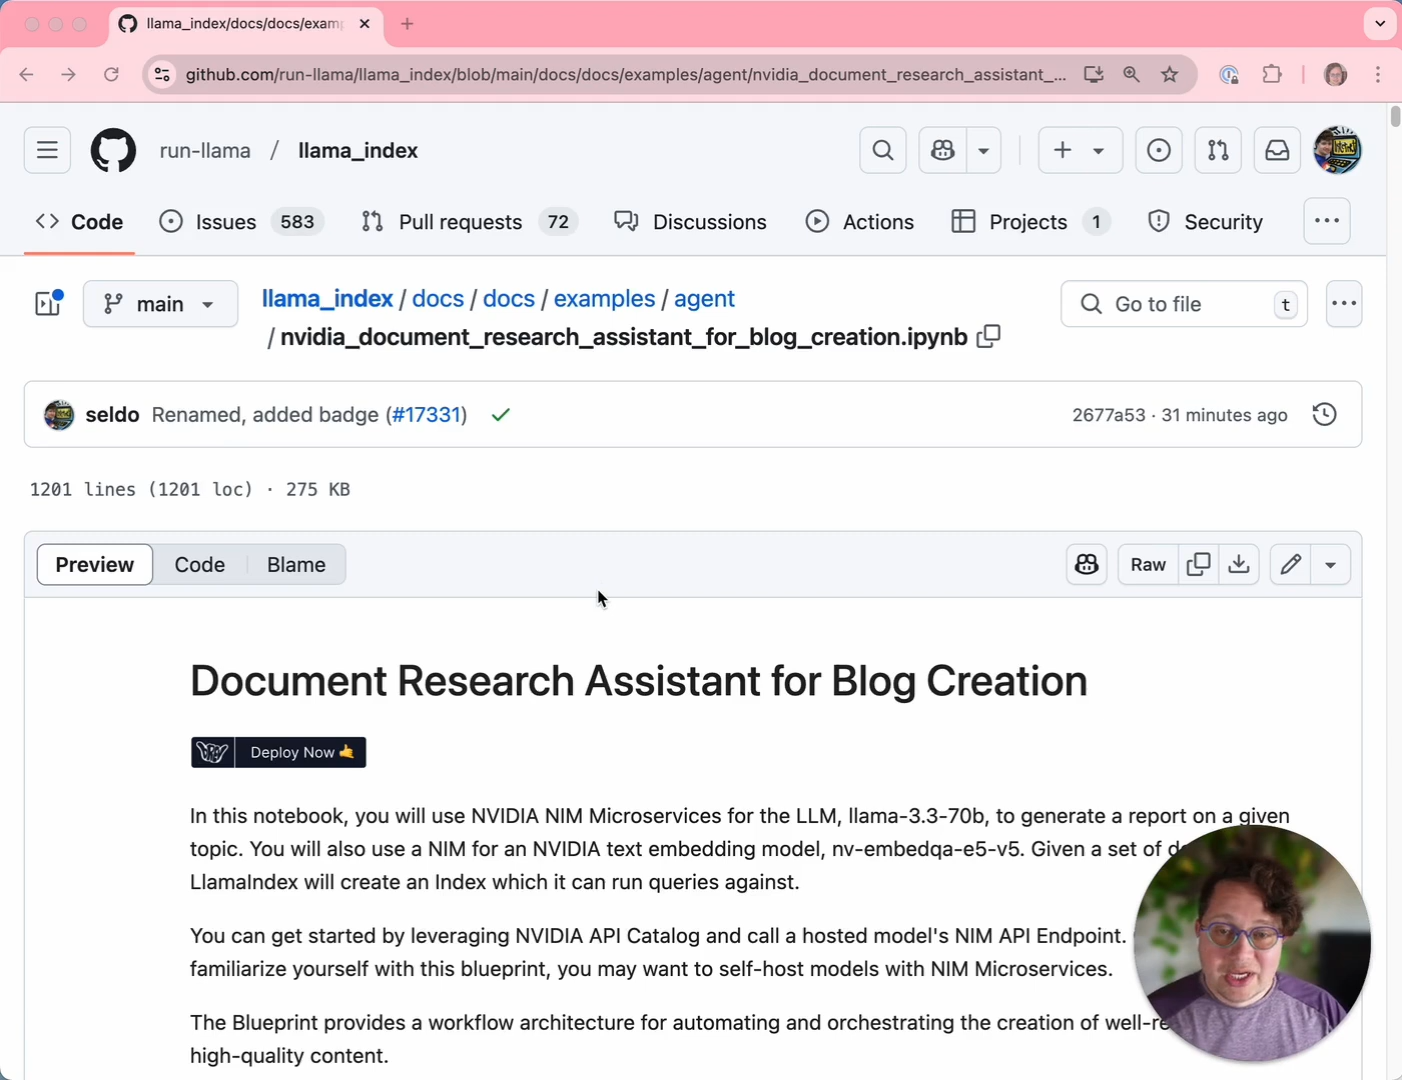 llama_index/docs/docs/exam
github.com/run-llama/llama_index/blob/main/docs/docs/examples/agent/nvidia_document_research_assistant_...
run-llama / llama_index
Code Issues 583 Pull requests 72 Discussions Actions Projects 1 Security
main llama_index / docs / docs / examples / agent Go to file t
/ nvidia_document_research_assistant_for_blog_creation.ipynb
seldo Renamed, added badge (#17331) 2677a53 · 31 minutes ago
1201 lines (1201 loc) · 275 KB
Preview Code Blame Raw
Document Research Assistant for Blog Creation
Deploy Now 🤙
In this notebook, you will use NVIDIA NIM Microservices for the LLM, llama-3.3-70b, to generate a report on a given
topic. You will also use a NIM for an NVIDIA text embedding model, nv-embedqa-e5-v5. Given a set of
LlamaIndex will create an Index which it can run queries against.
You can get started by leveraging NVIDIA API Catalog and call a hosted model's NIM API Endpoint.
familiarize yourself with this blueprint, you may want to self-host models with NIM Microservices.
The Blueprint provides a workflow architecture for automating and orchestrating the creation of well-re
high-quality content.